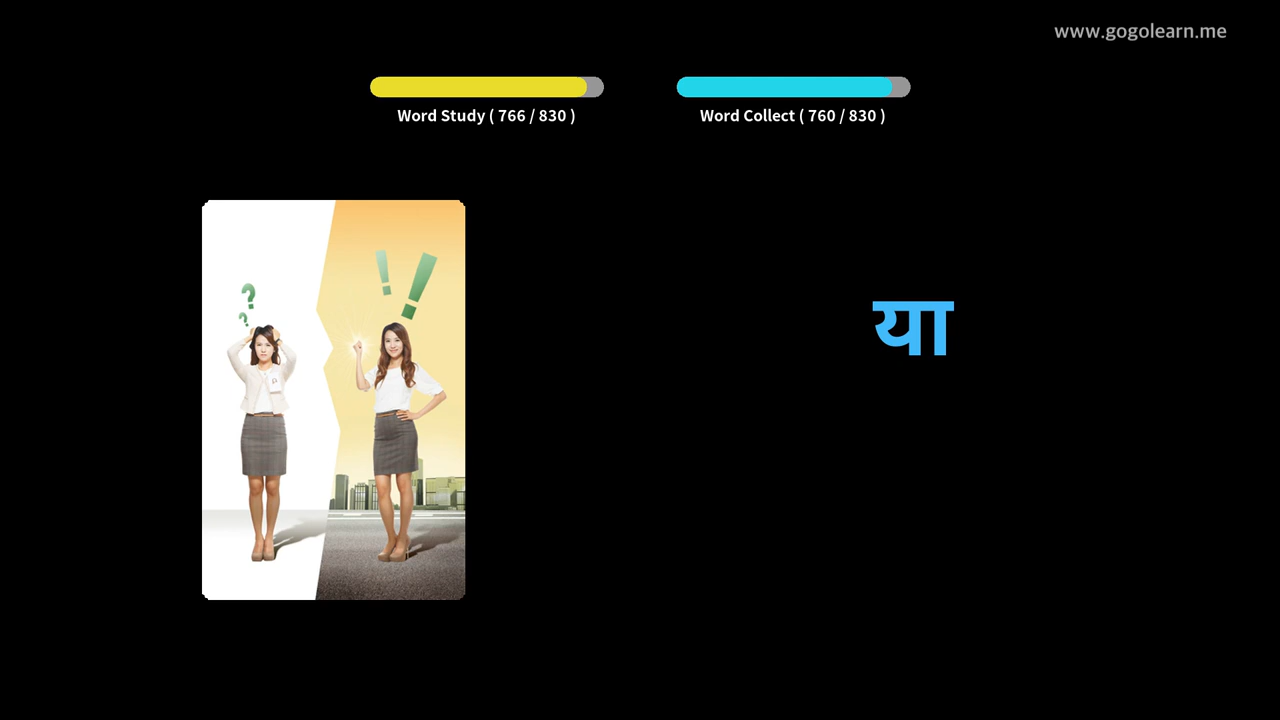 www.gogolearn.me
Word Study ( 766 / 830 )
Word Collect ( 760 / 830 )
? !!
?
या